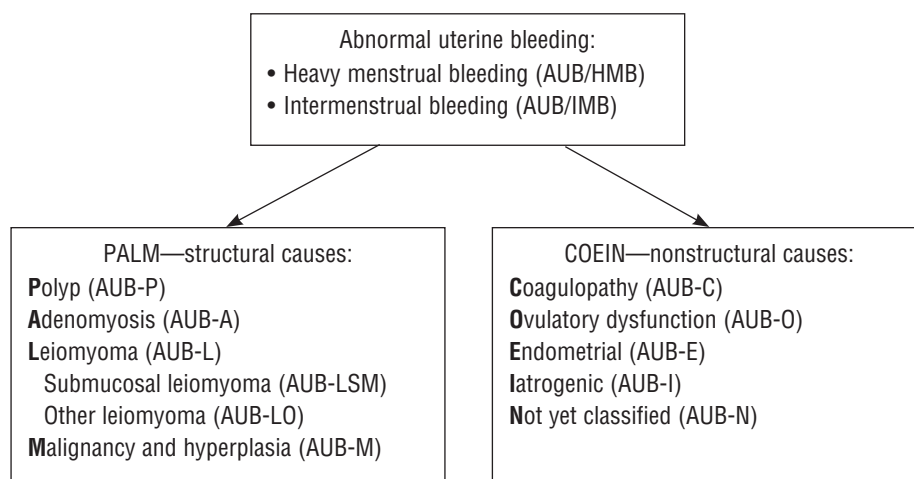 Abnormal uterine bleeding:
• Heavy menstrual bleeding (AUB/HMB)
• Intermenstrual bleeding (AUB/IMB)
PALM—structural causes:
Polyp (AUB-P)
Adenomyosis (AUB-A)
Leiomyoma (AUB-L)
Submucosal leiomyoma (AUB-LSM)
Other leiomyoma (AUB-LO)
Malignancy and hyperplasia (AUB-M)
COEIN—nonstructural causes:
Coagulopathy (AUB-C)
Ovulatory dysfunction (AUB-O)
Endometrial (AUB-E)
Iatrogenic (AUB-I)
Not yet classified (AUB-N)